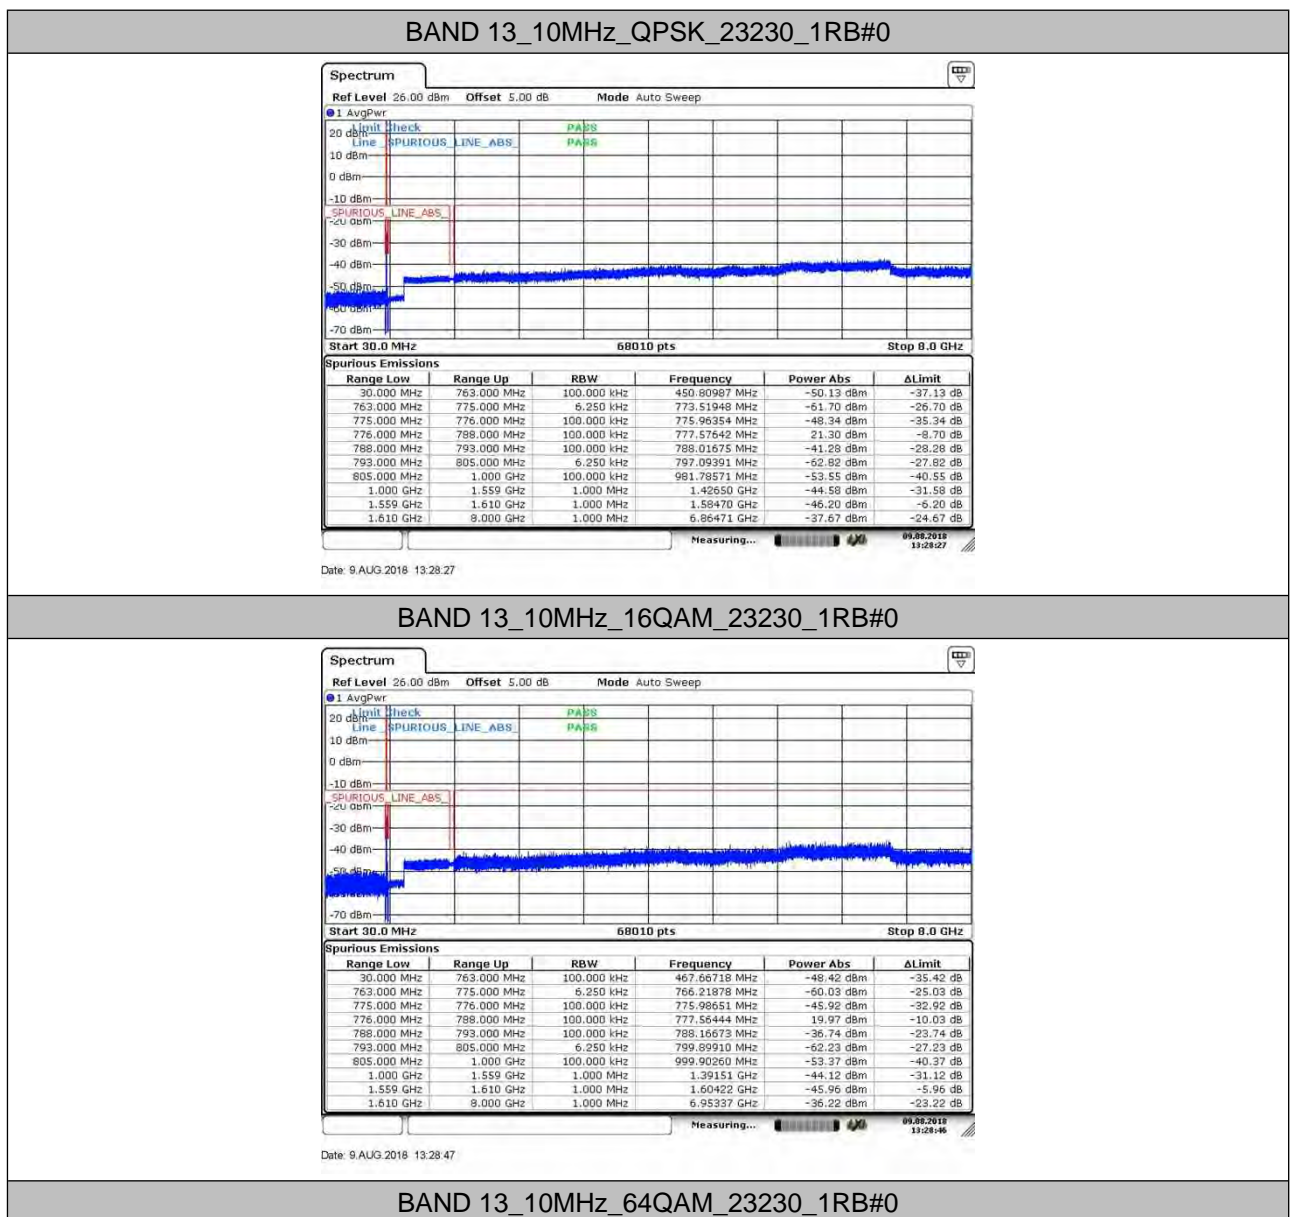 BAND 13_10MHz_QPSK_23230_1RB#0
Spectrum
Ref Level 26.00 dBm Offset 5.00 dB Mode Auto Sweep
1 AvgPwr
Limit Check PASS
20 dBm
Line _SPURIOUS_LINE_ABS_ PASS
10 dBm
0 dBm
-10 dBm
_SPURIOUS_LINE_ABS_
-20 dBm
-30 dBm
-40 dBm
-50 dBm
-60 dBm
-70 dBm
Start 30.0 MHz 68010 pts Stop 8.0 GHz
Spurious Emissions
Range Low Range Up RBW Frequency Power Abs ΔLimit
30.000 MHz 763.000 MHz 100.000 kHz 450.80987 MHz -50.13 dBm -37.13 dB
763.000 MHz 775.000 MHz 6.250 kHz 773.51948 MHz -61.70 dBm -26.70 dB
775.000 MHz 776.000 MHz 100.000 kHz 775.96354 MHz -48.34 dBm -35.34 dB
776.000 MHz 788.000 MHz 100.000 kHz 777.57642 MHz 21.30 dBm -8.70 dB
788.000 MHz 793.000 MHz 100.000 kHz 788.01675 MHz -41.28 dBm -28.28 dB
793.000 MHz 805.000 MHz 6.250 kHz 797.09391 MHz -62.82 dBm -27.82 dB
805.000 MHz 1.000 GHz 100.000 kHz 981.78571 MHz -53.55 dBm -40.55 dB
1.000 GHz 1.559 GHz 1.000 MHz 1.42650 GHz -44.58 dBm -31.58 dB
1.559 GHz 1.610 GHz 1.000 MHz 1.58470 GHz -46.20 dBm -6.20 dB
1.610 GHz 8.000 GHz 1.000 MHz 6.86471 GHz -37.67 dBm -24.67 dB
Measuring... 09.08.2018
13:28:27
Date: 9.AUG.2018 13:28:27
BAND 13_10MHz_16QAM_23230_1RB#0
Spectrum
Ref Level 26.00 dBm Offset 5.00 dB Mode Auto Sweep
1 AvgPwr
Limit Check PASS
20 dBm
Line _SPURIOUS_LINE_ABS_ PASS
10 dBm
0 dBm
-10 dBm
_SPURIOUS_LINE_ABS_
-20 dBm
-30 dBm
-40 dBm
-50 dBm
-70 dBm
Start 30.0 MHz 68010 pts Stop 8.0 GHz
Spurious Emissions
Range Low Range Up RBW Frequency Power Abs ΔLimit
30.000 MHz 763.000 MHz 100.000 kHz 467.66718 MHz -48.42 dBm -35.42 dB
763.000 MHz 775.000 MHz 6.250 kHz 766.21878 MHz -60.03 dBm -25.03 dB
775.000 MHz 776.000 MHz 100.000 kHz 775.98651 MHz -45.92 dBm -32.92 dB
776.000 MHz 788.000 MHz 100.000 kHz 777.56444 MHz 19.97 dBm -10.03 dB
788.000 MHz 793.000 MHz 100.000 kHz 788.16673 MHz -36.74 dBm -23.74 dB
793.000 MHz 805.000 MHz 6.250 kHz 799.89910 MHz -62.23 dBm -27.23 dB
805.000 MHz 1.000 GHz 100.000 kHz 999.90260 MHz -53.37 dBm -40.37 dB
1.000 GHz 1.559 GHz 1.000 MHz 1.39151 GHz -44.12 dBm -31.12 dB
1.559 GHz 1.610 GHz 1.000 MHz 1.60422 GHz -45.96 dBm -5.96 dB
1.610 GHz 8.000 GHz 1.000 MHz 6.95337 GHz -36.22 dBm -23.22 dB
Measuring... 09.08.2018
13:28:46
Date: 9.AUG.2018 13:28:47
BAND 13_10MHz_64QAM_23230_1RB#0